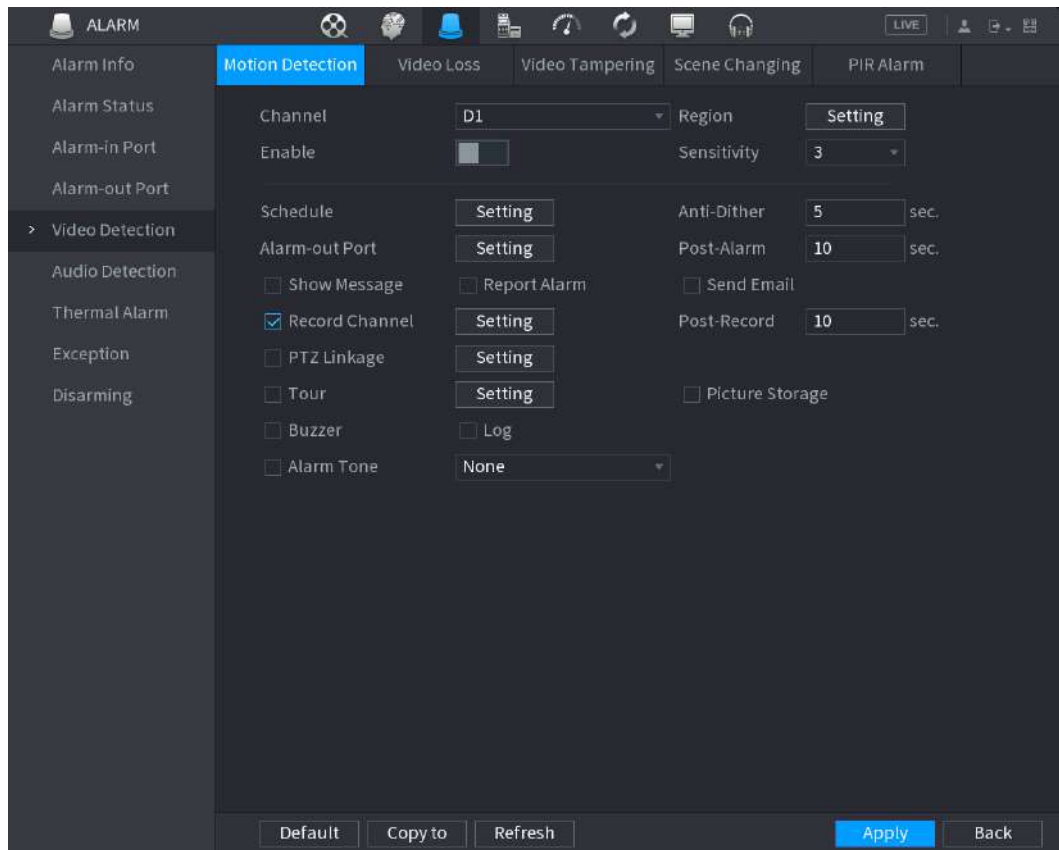 ALARM LIVE
Alarm Info
Alarm Status
Alarm-in Port
Alarm-out Port
> Video Detection
Audio Detection
Thermal Alarm
Exception
Disarming
Motion Detection Video Loss Video Tampering Scene Changing PIR Alarm
Channel D1 Region Setting
Enable Sensitivity 3
Schedule Setting Anti-Dither 5 sec.
Alarm-out Port Setting Post-Alarm 10 sec.
Show Message Report Alarm Send Email
Record Channel Setting Post-Record 10 sec.
PTZ Linkage Setting
Tour Setting Picture Storage
Buzzer Log
Alarm Tone None
Default Copy to Refresh Apply Back